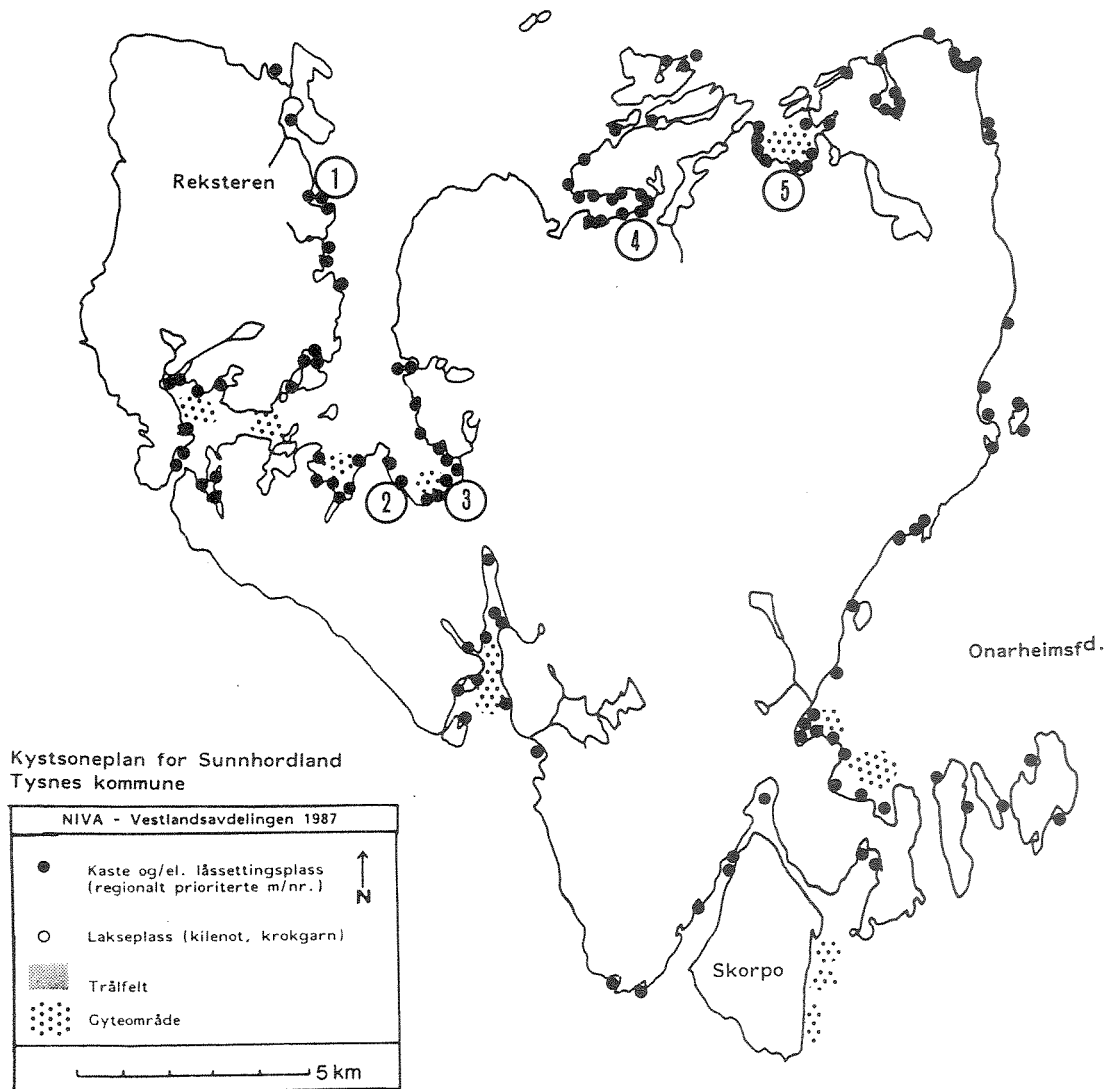 Reksteren
1
5
4
2
3
Onarheimsfd.
Kystsoneplan for Sunnhordland
Tysnes kommune
NIVA - Vestlandsavdelingen 1987
Kaste og/el. låssettingsplass
(regionalt prioriterte m/nr.)
N
Lakseplass (kilenot, krokgarn)
Trålfelt
Gyteområde
5 km
Skorpo